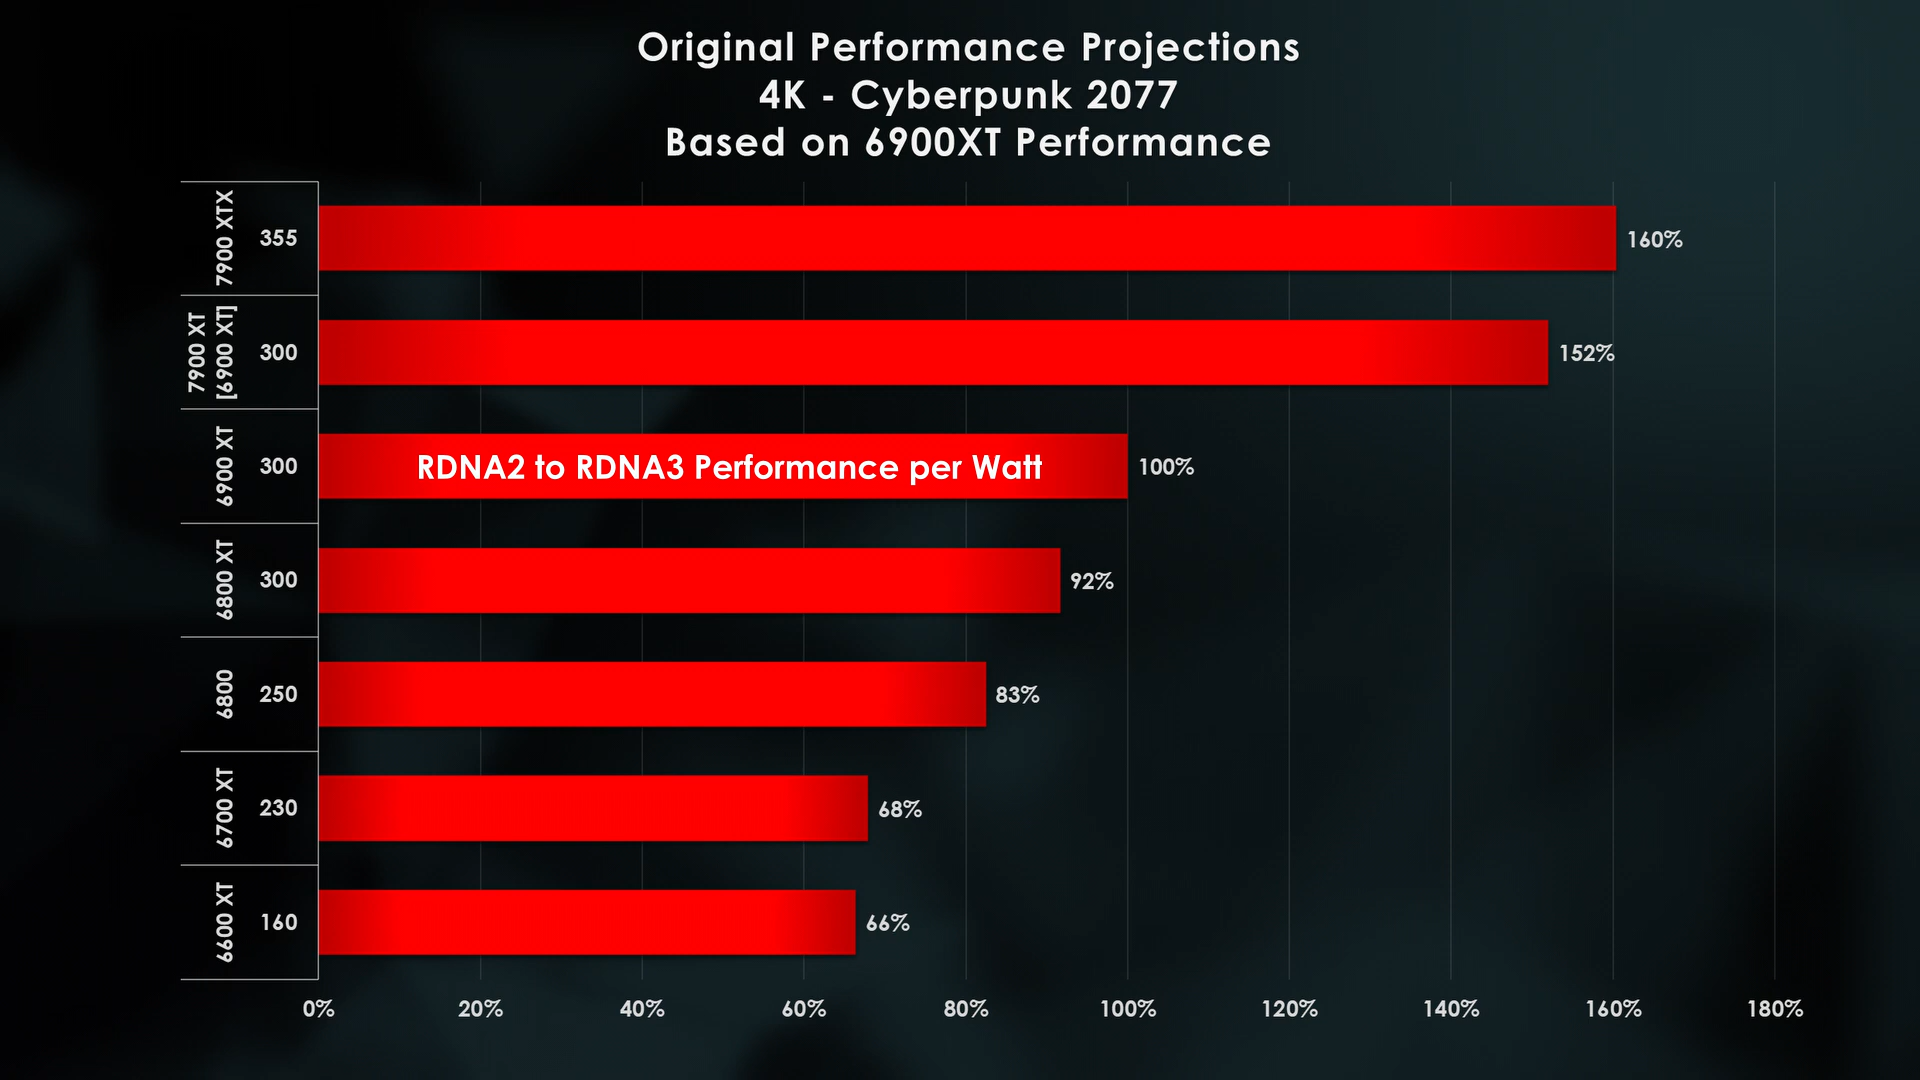 Original Performance Projections
4K - Cyberpunk 2077
Based on 6900XT Performance
7900 XTX
355
160%
7900 XT
[6900 XT]
300
152%
6900 XT
300
RDNA2 to RDNA3 Performance per Watt
100%
6800 XT
300
92%
6800
250
83%
6700 XT
230
68%
6600 XT
160
66%
0% 20% 40% 60% 80% 100% 120% 140% 160% 180%